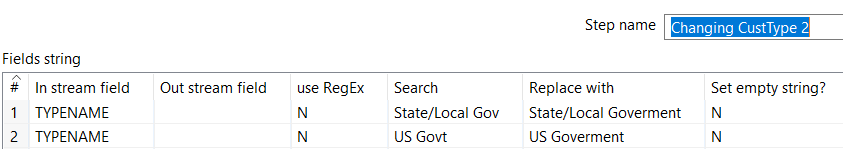 Step name Changing CustType 2
Fields string
# In stream field Out stream field use RegEx Search Replace with Set empty string?
1 TYPENAME N State/Local Gov State/Local Goverment N
2 TYPENAME N US Govt US Goverment N